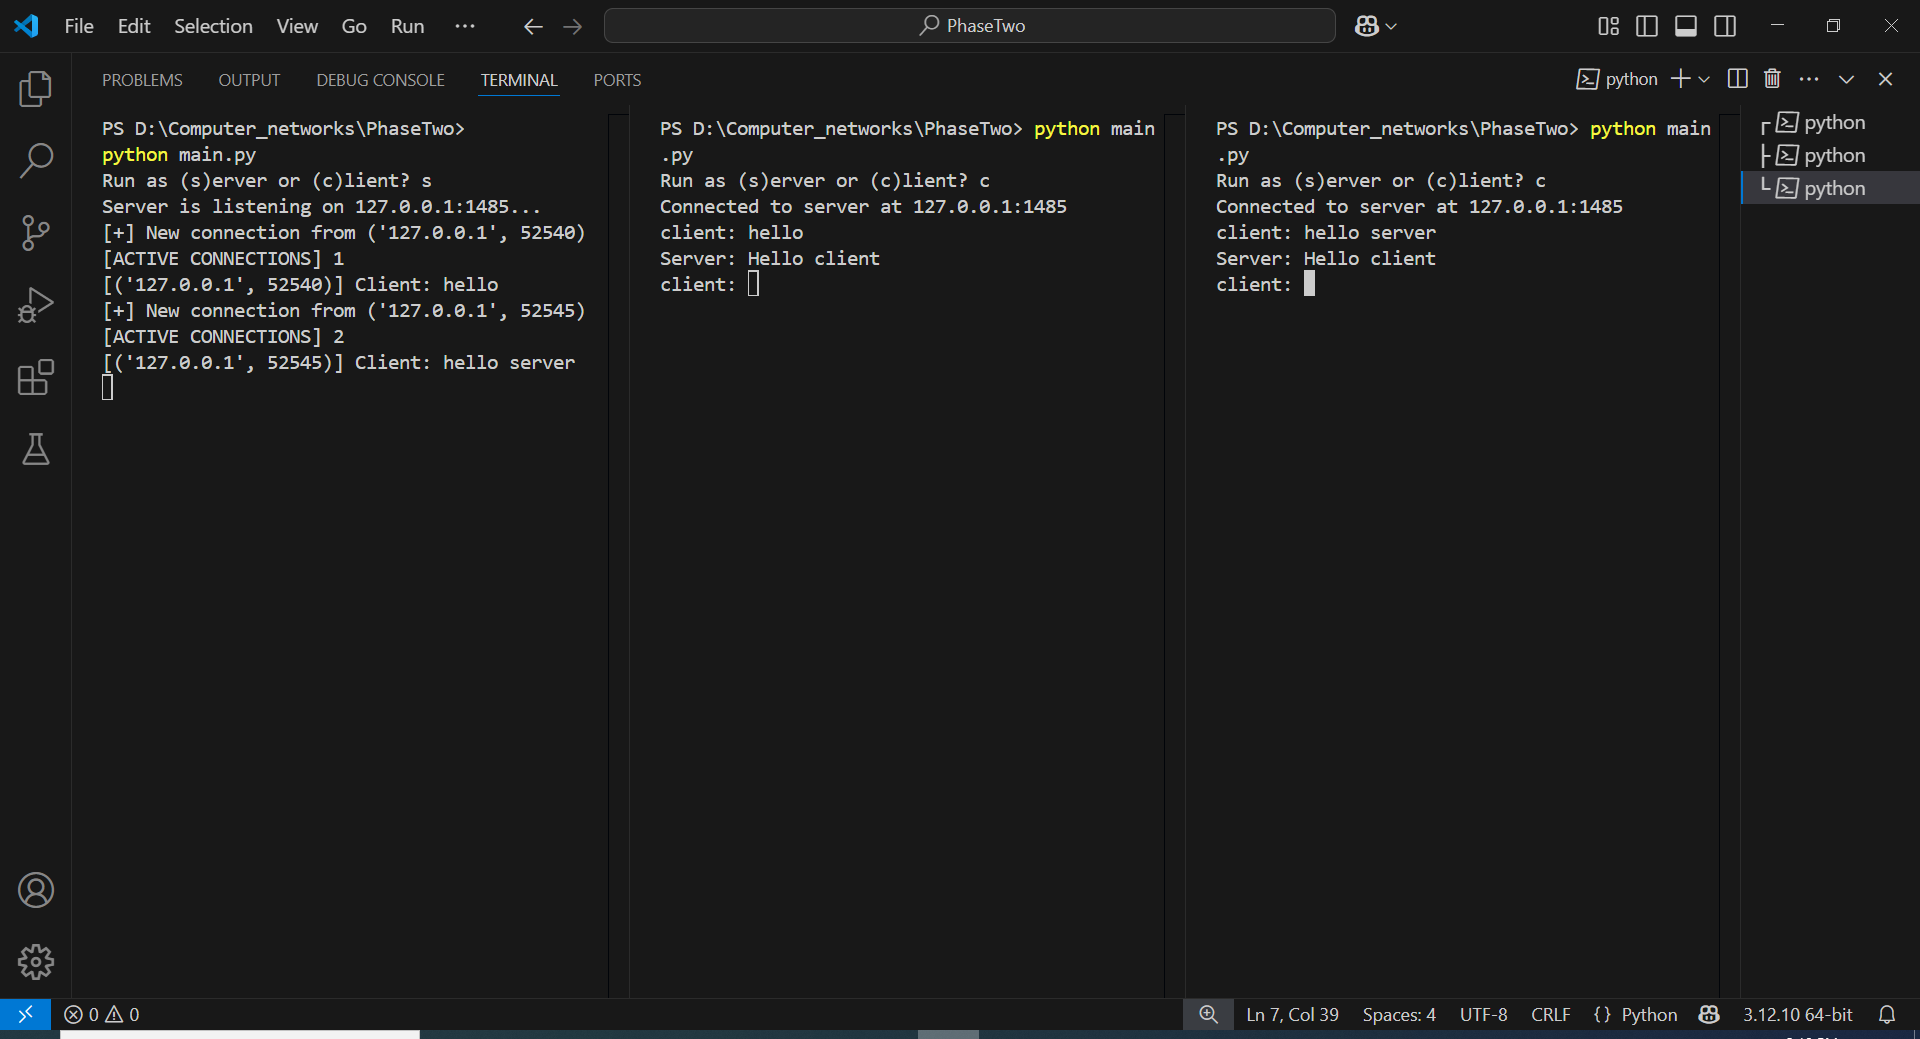 File Edit Selection View Go Run ··· PhaseTwo
PROBLEMS OUTPUT DEBUG CONSOLE TERMINAL PORTS python
PS D:\Computer_networks\PhaseTwo>
python main.py
Run as (s)erver or (c)lient? s
Server is listening on 127.0.0.1:1485...
[+] New connection from ('127.0.0.1', 52540)
[ACTIVE CONNECTIONS] 1
[('127.0.0.1', 52540)] Client: hello
[+] New connection from ('127.0.0.1', 52545)
[ACTIVE CONNECTIONS] 2
[('127.0.0.1', 52545)] Client: hello server
PS D:\Computer_networks\PhaseTwo> python main
.py
Run as (s)erver or (c)lient? c
Connected to server at 127.0.0.1:1485
client: hello
Server: Hello client
client:
PS D:\Computer_networks\PhaseTwo> python main
.py
Run as (s)erver or (c)lient? c
Connected to server at 127.0.0.1:1485
client: hello server
Server: Hello client
client:
python
python
python
0 0 Ln 7, Col 39 Spaces: 4 UTF-8 CRLF {} Python 3.12.10 64-bit